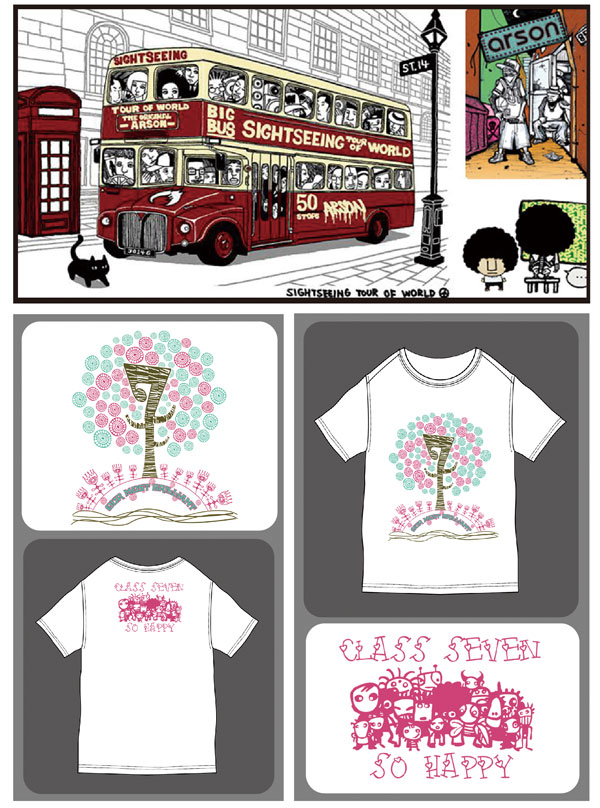 SIGHTSEEING
TOUR OF WORLD
THE ORIGINAL
-ARSON-
BIG
BUS
SIGHTSEEING TOUR OF WORLD
50
STOPS
ARSON
ST.14
arson
SIGHTSEEING TOUR OF WORLD
CLASS SEVEN
SO HAPPY
CLASS SEVEN
SO HAPPY